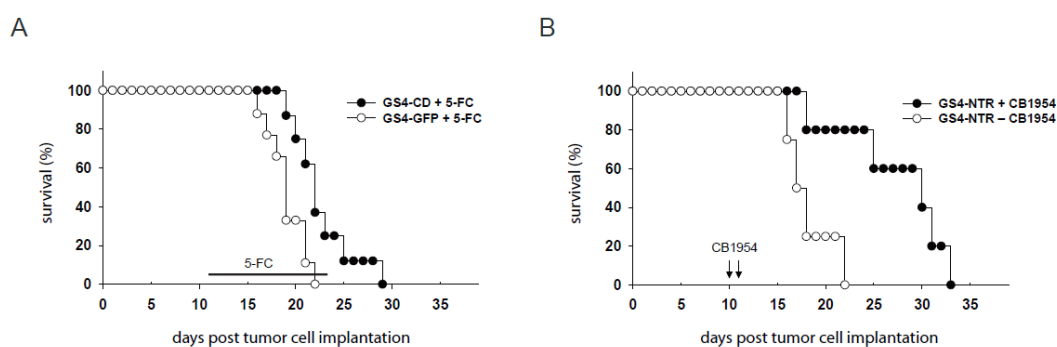 A
survival (%)
100
80
60
40
20
0
GS4-CD + 5-FC
GS4-GFP + 5-FC
5-FC
0 5 10 15 20 25 30 35
days post tumor cell implantation
B
survival (%)
100
80
60
40
20
0
GS4-NTR + CB1954
GS4-NTR – CB1954
CB1954
0 5 10 15 20 25 30 35
days post tumor cell implantation